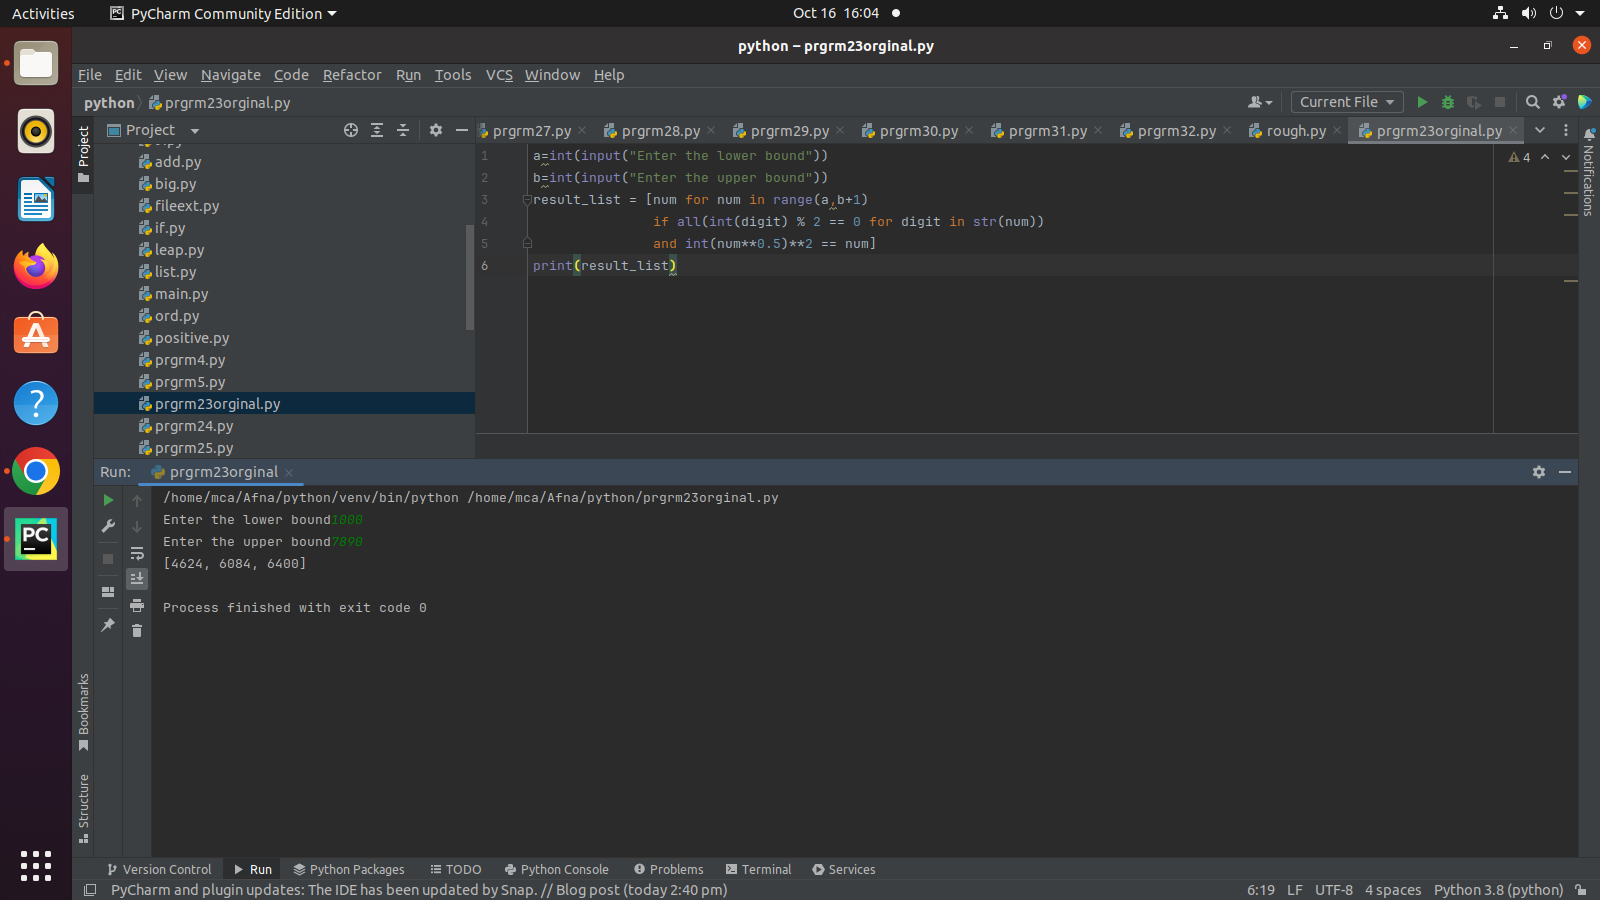 Activities PyCharm Community Edition Oct 16 16:04
python – prgrm23orginal.py
File Edit View Navigate Code Refactor Run Tools VCS Window Help
python prgrm23orginal.py Current File
Project prgrm27.py prgrm28.py prgrm29.py prgrm30.py prgrm31.py prgrm32.py rough.py prgrm23orginal.py
Project
Notifications
add.py
big.py
fileext.py
if.py
leap.py
list.py
main.py
ord.py
positive.py
prgrm4.py
prgrm5.py
prgrm23orginal.py
prgrm24.py
prgrm25.py
4
1 a=int(input("Enter the lower bound"))
2 b=int(input("Enter the upper bound"))
3 result_list = [num for num in range(a,b+1)
4 if all(int(digit) % 2 == 0 for digit in str(num))
5 and int(num**0.5)**2 == num]
6 print(result_list)
Run: prgrm23orginal
/home/mca/Afna/python/venv/bin/python /home/mca/Afna/python/prgrm23orginal.py
Enter the lower bound1000
Enter the upper bound7890
[4624, 6084, 6400]
Process finished with exit code 0
PC
Bookmarks
Structure
Version Control Run Python Packages TODO Python Console Problems Terminal Services
PyCharm and plugin updates: The IDE has been updated by Snap. // Blog post (today 2:40 pm) 6:19 LF UTF-8 4 spaces Python 3.8 (python)